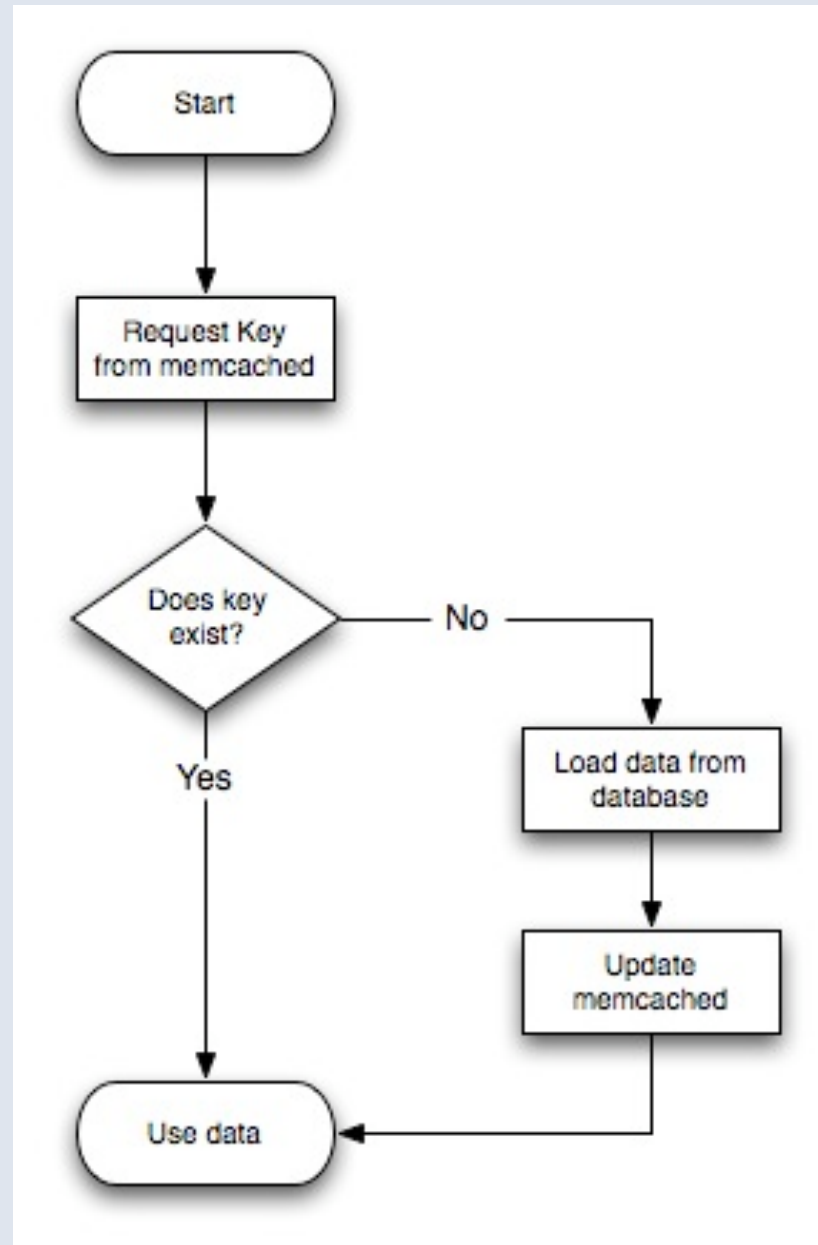 Start
Request Key
from memcached
Does key
exist?
No
Yes
Load data from
database
Update
memcached
Use data